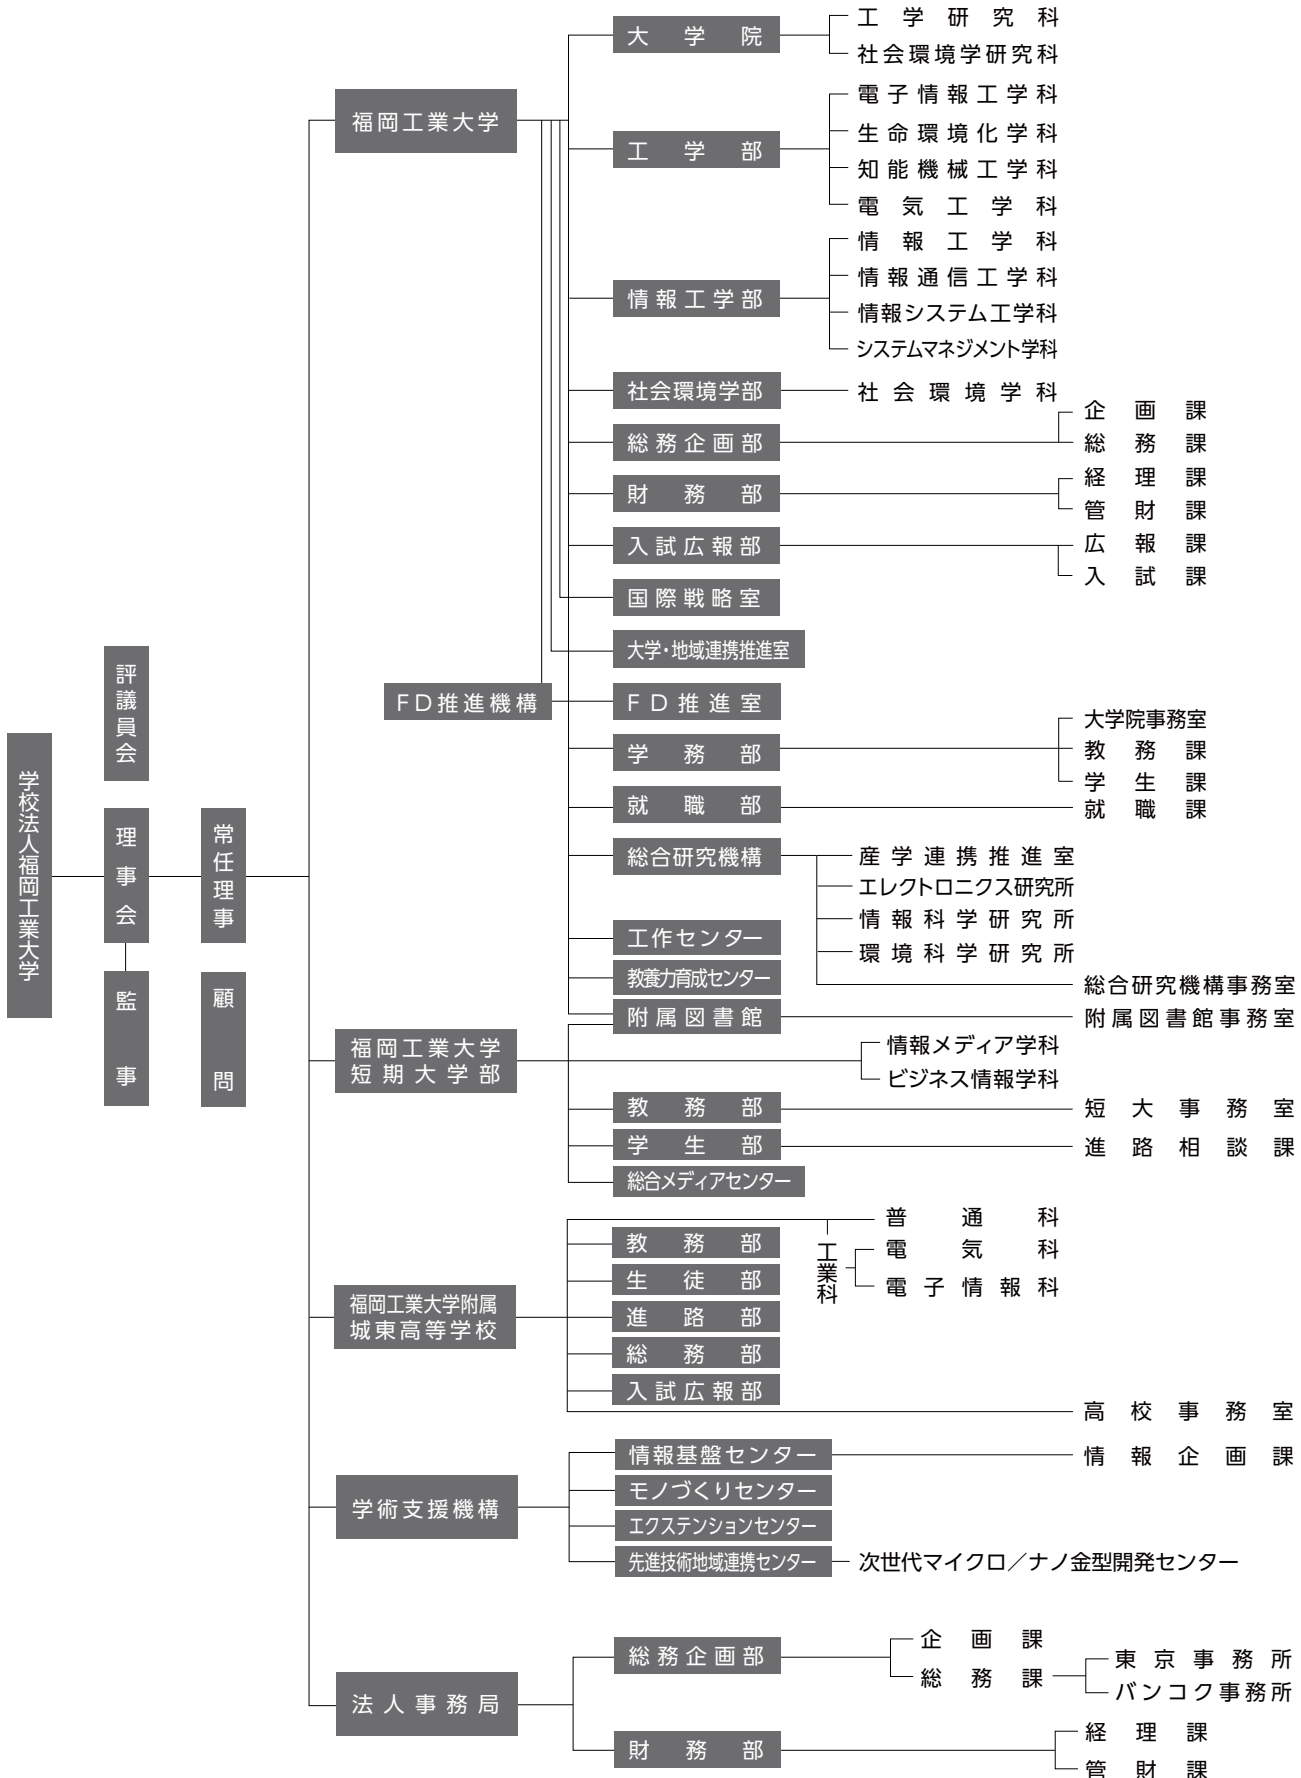 学校法人福岡工業大学
評議員会
理事会
監事
常任理事
顧問
福岡工業大学
大学院
工学研究科
社会環境学研究科
工学部
電子情報工学科
生命環境化学科
知能機械工学科
電気工学科
情報工学部
情報工学科
情報通信工学科
情報システム工学科
システムマネジメント学科
社会環境学部
社会環境学科
総務企画部
企画課
総務課
財務部
経理課
管財課
入試広報部
広報課
入試課
国際戦略室
大学・地域連携推進室
FD推進機構
FD推進室
学務部
大学院事務室
教務課
学生課
就職部
就職課
総合研究機構
産学連携推進室
エレクトロニクス研究所
情報科学研究所
環境科学研究所
総合研究機構事務室
工作センター
教養力育成センター
附属図書館
附属図書館事務室
福岡工業大学
短期大学部
情報メディア学科
ビジネス情報学科
教務部
短大事務室
学生部
進路相談課
総合メディアセンター
福岡工業大学附属
城東高等学校
普通科
工業科
電気科
電子情報科
教務部
生徒部
進路部
総務部
入試広報部
高校事務室
学術支援機構
情報基盤センター
情報企画課
モノづくりセンター
エクステンションセンター
先進技術地域連携センター
次世代マイクロ／ナノ金型開発センター
法人事務局
総務企画部
企画課
総務課
東京事務所
バンコク事務所
財務部
経理課
管財課